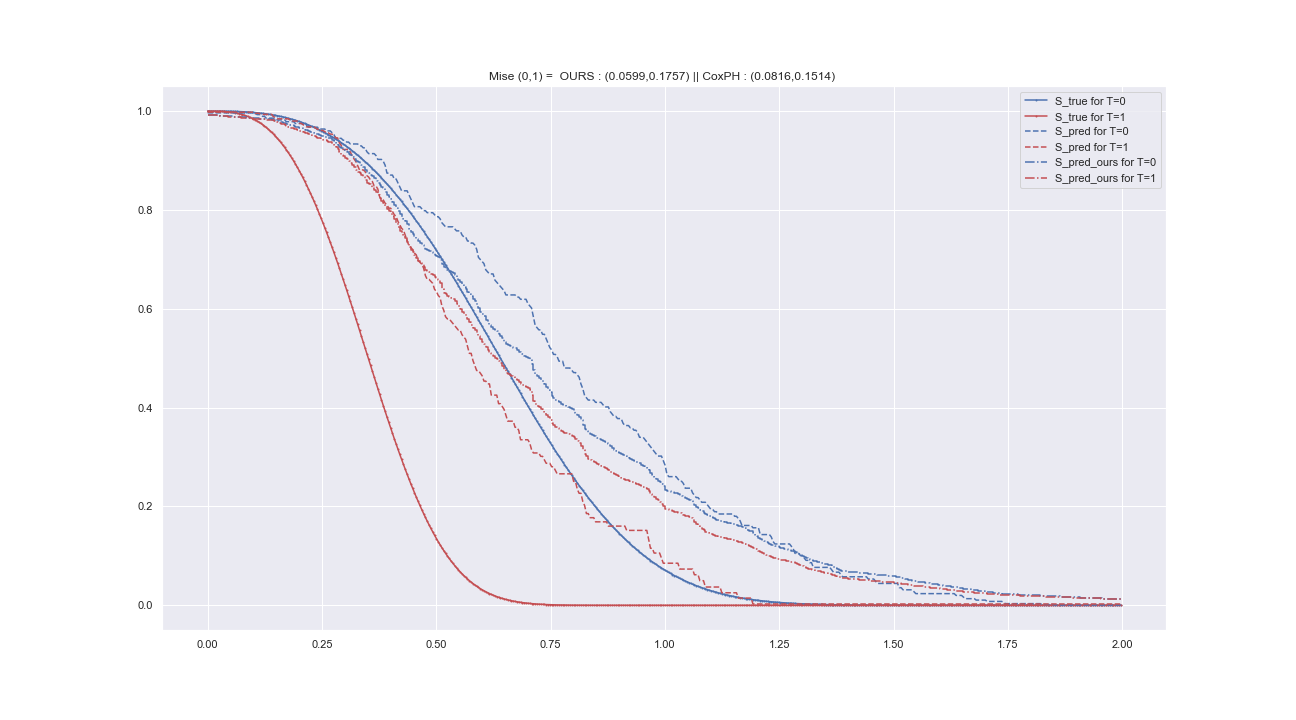 Mise (0,1) =  OURS : (0.0599,0.1757) || CoxPH : (0.0816,0.1514)
S_true for T=0
S_true for T=1
S_pred for T=0
S_pred for T=1
S_pred_ours for T=0
S_pred_ours for T=1
1.0
0.8
0.6
0.4
0.2
0.0
0.00 0.25 0.50 0.75 1.00 1.25 1.50 1.75 2.00